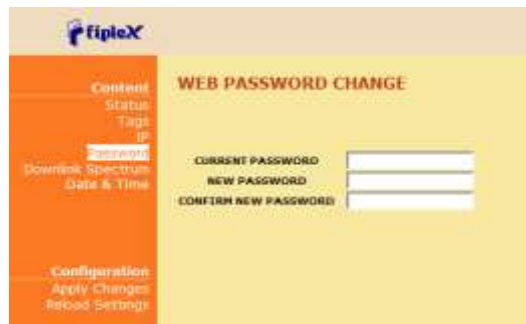 fipleX
Content
Status
Tags
IP
Password
Downlink Spectrum
Date & Time
Configuration
Apply Changes
Reload Settings
WEB PASSWORD CHANGE
CURRENT PASSWORD
NEW PASSWORD
CONFIRM NEW PASSWORD